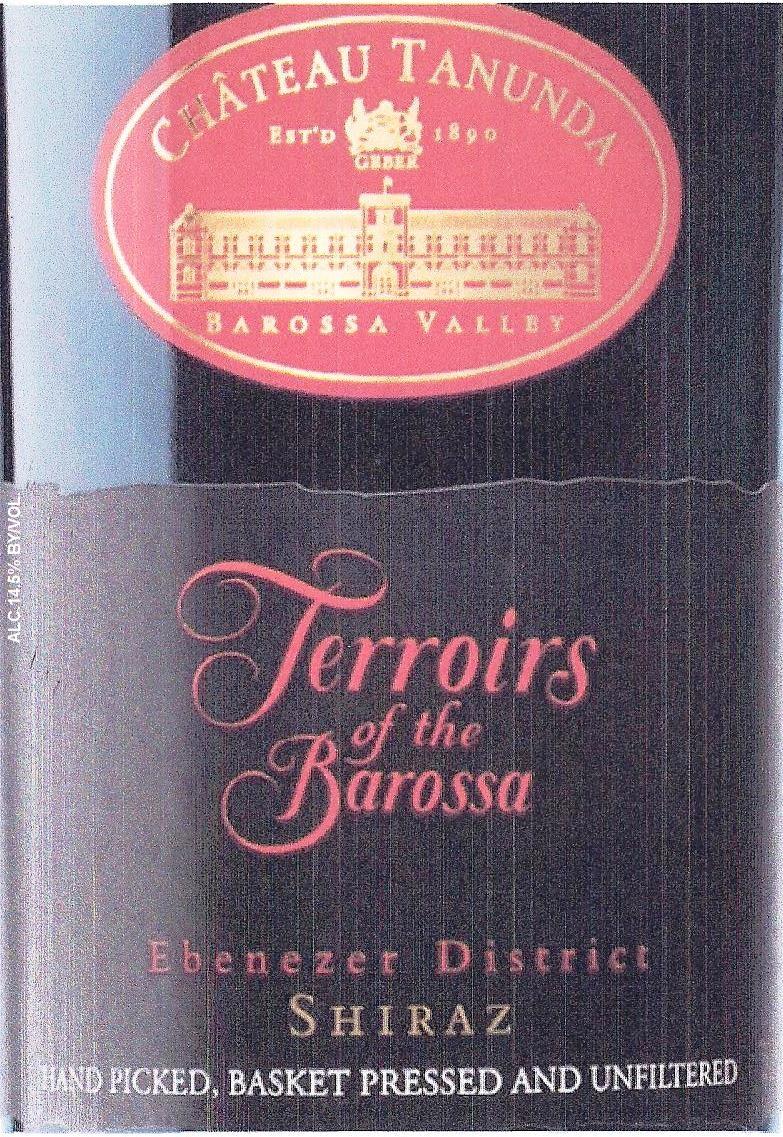 CHÂTEAU TANUNDA
EST'D 1890
GEBER
BAROSSA VALLEY
ALC.14.5% BY/VOL
Terroirs
of the
Barossa
Ebenezer District
SHIRAZ
HAND PICKED, BASKET PRESSED AND UNFILTERED